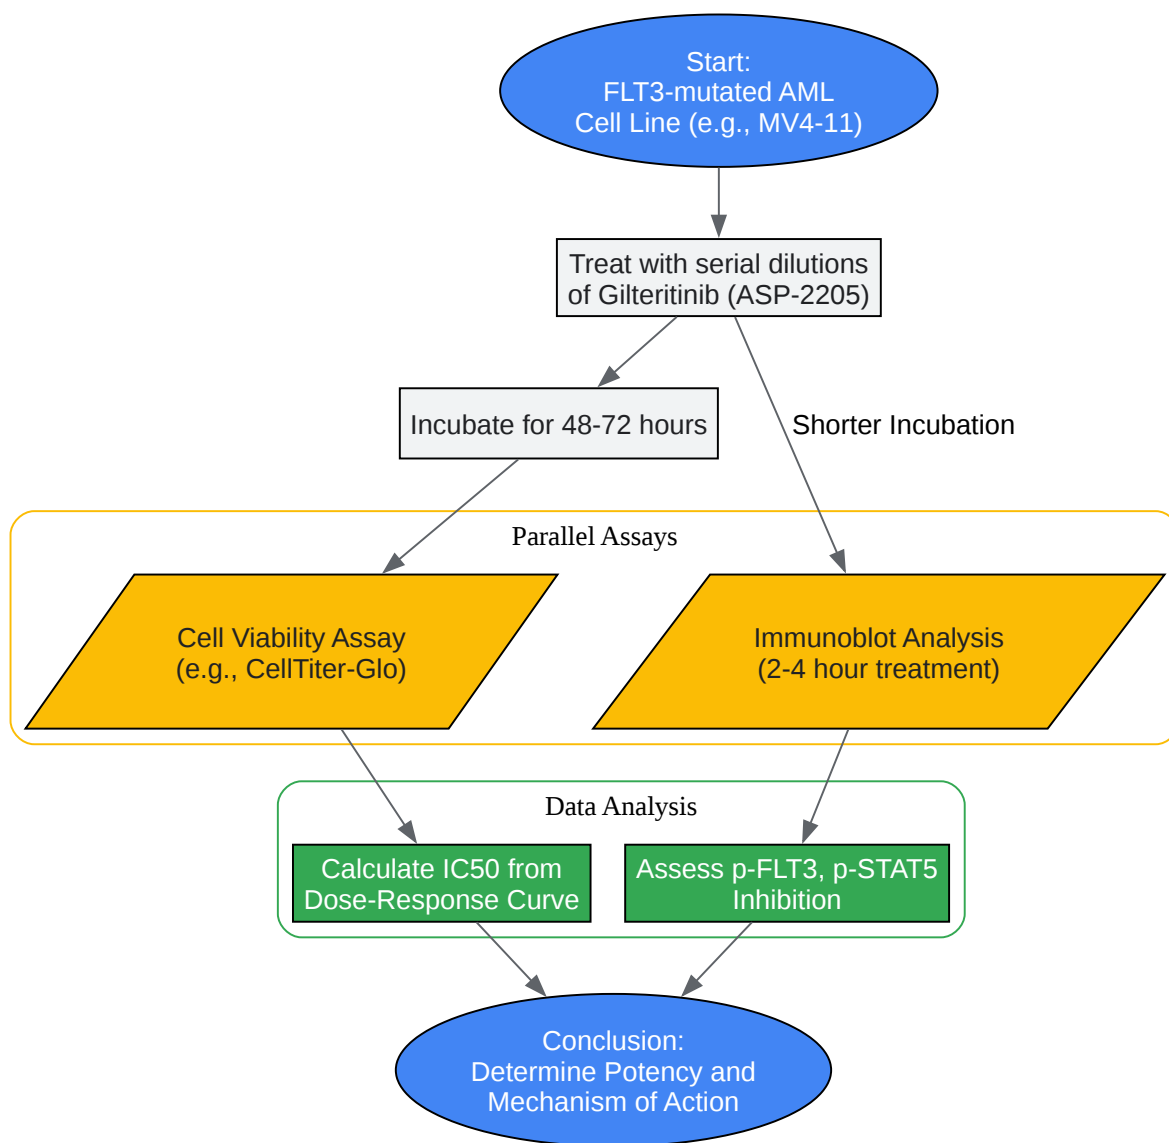 Start:
FLT3-mutated AML
Cell Line (e.g., MV4-11)
Treat with serial dilutions
of Gilteritinib (ASP-2205)
Incubate for 48-72 hours
Shorter Incubation
Parallel Assays
Cell Viability Assay
(e.g., CellTiter-Glo)
Immunoblot Analysis
(2-4 hour treatment)
Data Analysis
Calculate IC50 from
Dose-Response Curve
Assess p-FLT3, p-STAT5
Inhibition
Conclusion:
Determine Potency and
Mechanism of Action